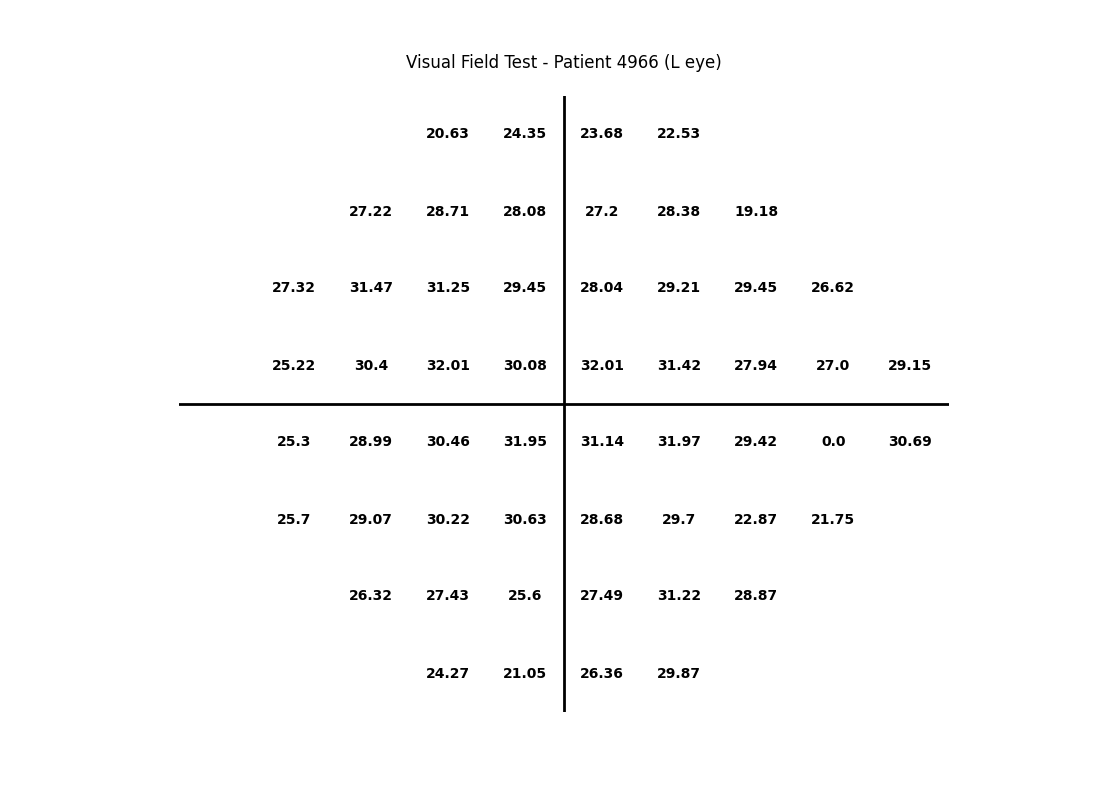 Visual Field Test - Patient 4966 (L eye)
20.63 24.35 23.68 22.53
27.22 28.71 28.08 27.2 28.38 19.18
27.32 31.47 31.25 29.45 28.04 29.21 29.45 26.62
25.22 30.4 32.01 30.08 32.01 31.42 27.94 27.0 29.15
25.3 28.99 30.46 31.95 31.14 31.97 29.42 0.0 30.69
25.7 29.07 30.22 30.63 28.68 29.7 22.87 21.75
26.32 27.43 25.6 27.49 31.22 28.87
24.27 21.05 26.36 29.87